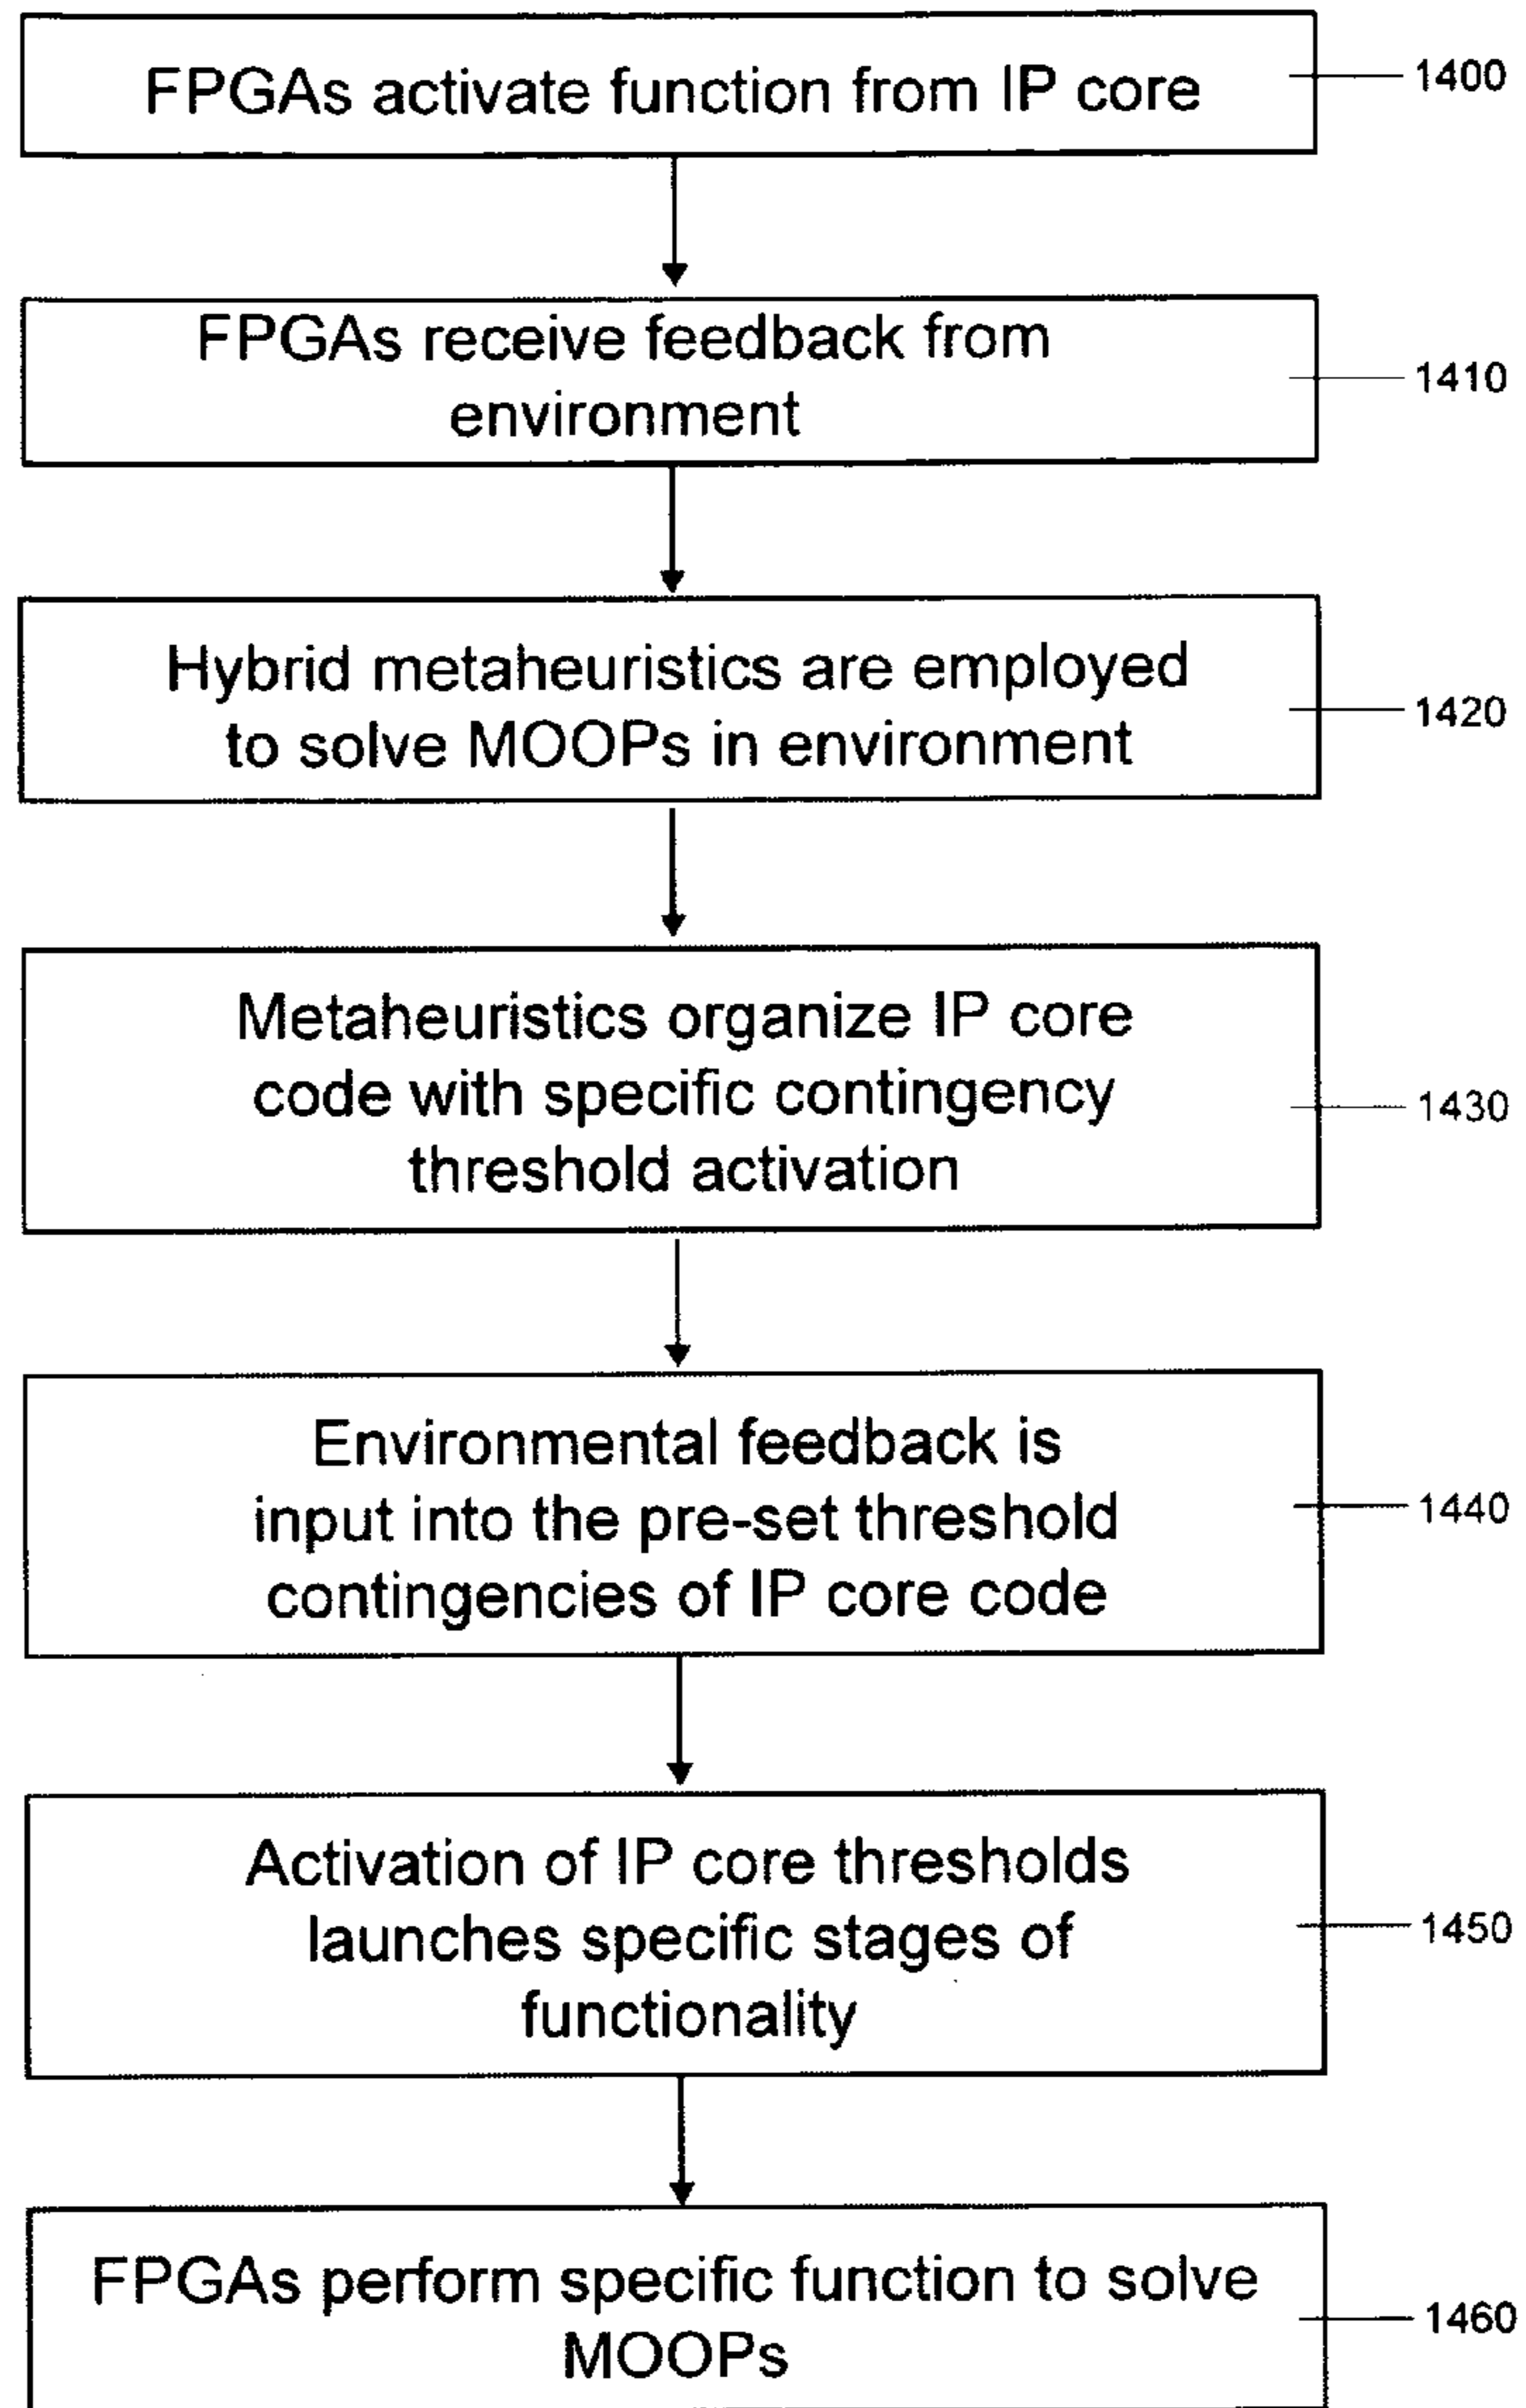 FPGAs activate function from IP core
1400
FPGAs receive feedback from
environment
1410
Hybrid metaheuristics are employed
to solve MOOPs in environment
1420
Metaheuristics organize IP core
code with specific contingency
threshold activation
1430
Environmental feedback is
input into the pre-set threshold
contingencies of IP core code
1440
Activation of IP core thresholds
launches specific stages of
functionality
1450
FPGAs perform specific function to solve
MOOPs
1460